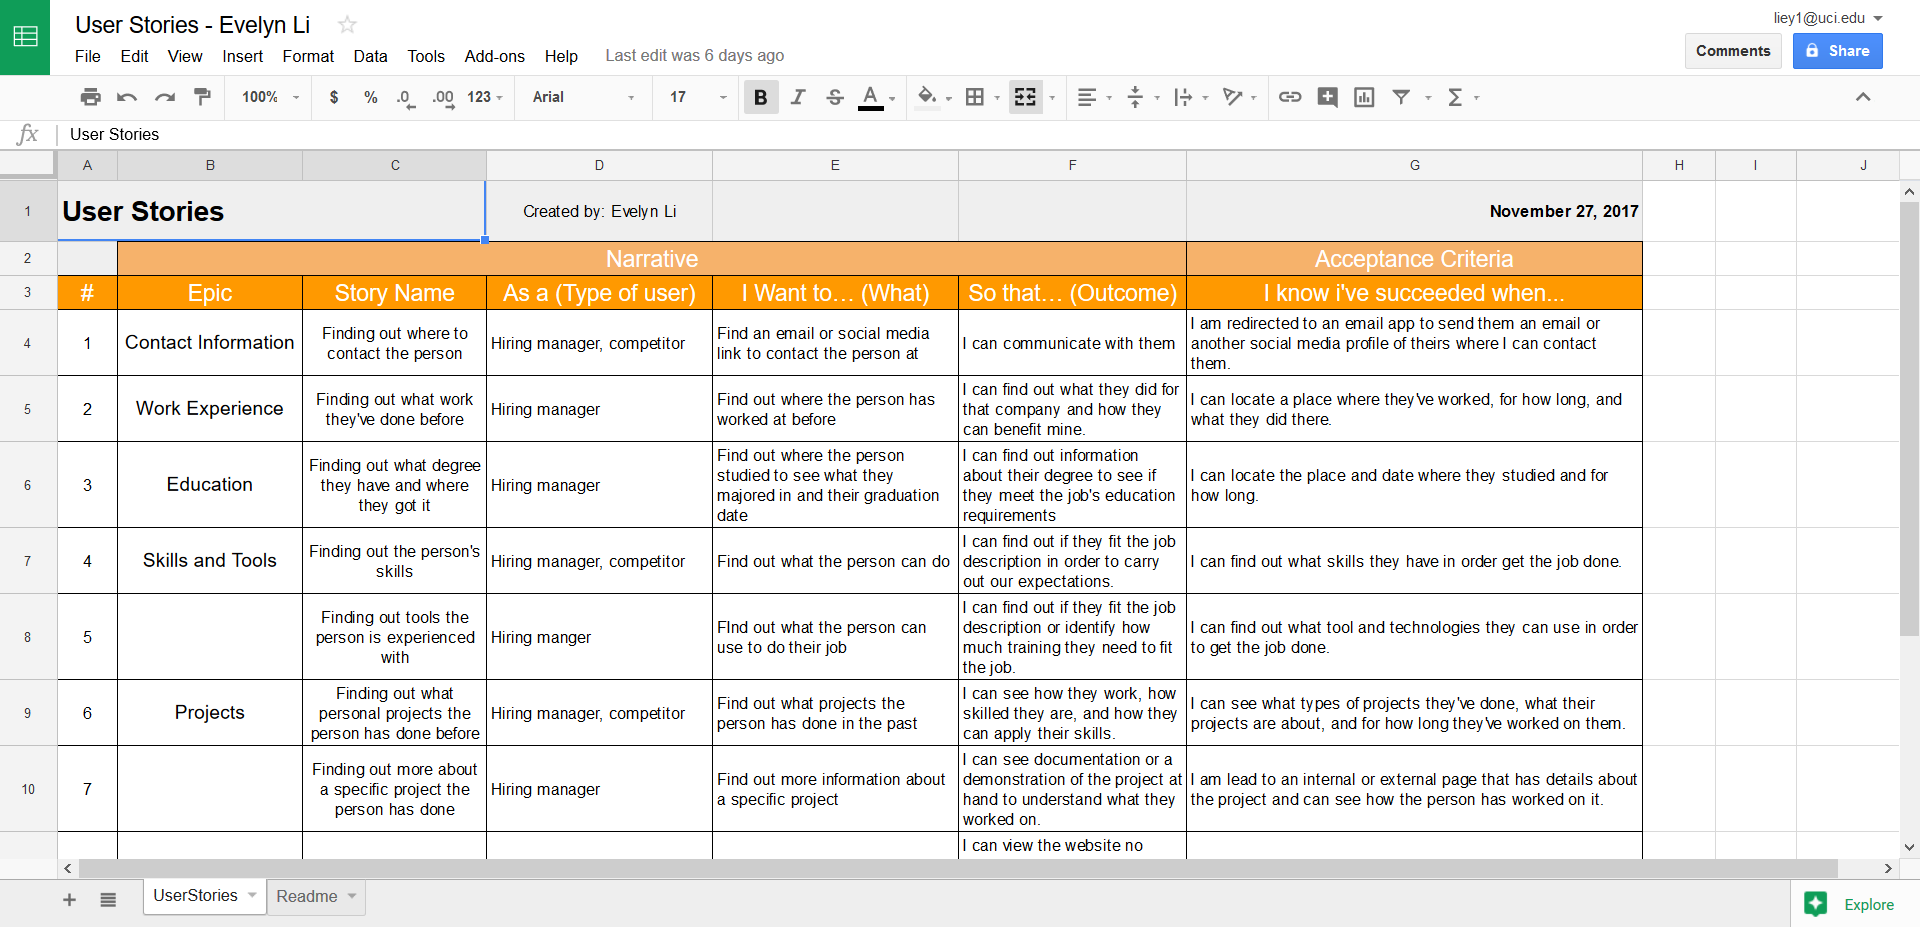 User Stories - Evelyn Li
liey1@uci.edu
File Edit View Insert Format Data Tools Add-ons Help Last edit was 6 days ago
Comments Share
100% $ % .0 .00 123 Arial 17 B I S A
fx User Stories
A B C D E F G H I J
1 User Stories Created by: Evelyn Li November 27, 2017
2 Narrative Acceptance Criteria
3 # Epic Story Name As a (Type of user) I Want to... (What) So that... (Outcome) I know i've succeeded when...
4 1 Contact Information
Finding out where to
contact the person
Hiring manager, competitor
Find an email or social media
link to contact the person at
I can communicate with them
I am redirected to an email app to send them an email or
another social media profile of theirs where I can contact
them.
5 2 Work Experience
Finding out what work
they've done before
Hiring manager
Find out where the person has
worked at before
I can find out what they did for
that company and how they
can benefit mine.
I can locate a place where they've worked, for how long, and
what they did there.
6 3 Education
Finding out what degree
they have and where
they got it
Hiring manager
Find out where the person
studied to see what they
majored in and their graduation
date
I can find out information
about their degree to see if
they meet the job's education
requirements
I can locate the place and date where they studied and for
how long.
7 4 Skills and Tools
Finding out the person's
skills
Hiring manager, competitor
Find out what the person can do
I can find out if they fit the job
description in order to carry
out our expectations.
I can find out what skills they have in order get the job done.
8 5
Finding out tools the
person is experienced
with
Hiring manger
FInd out what the person can
use to do their job
I can find out if they fit the job
description or identify how
much training they need to fit
the job.
I can find out what tool and technologies they can use in order
to get the job done.
9 6 Projects
Finding out what
personal projects the
person has done before
Hiring manager, competitor
Find out what projects the
person has done in the past
I can see how they work, how
skilled they are, and how they
can apply their skills.
I can see what types of projects they've done, what their
projects are about, and for how long they've worked on them.
10 7
Finding out more about
a specific project the
person has done
Hiring manager
Find out more information about
a specific project
I can see documentation or a
demonstration of the project at
hand to understand what they
worked on.
I am lead to an internal or external page that has details about
the project and can see how the person has worked on it.
I can view the website no
UserStories Readme
Explore